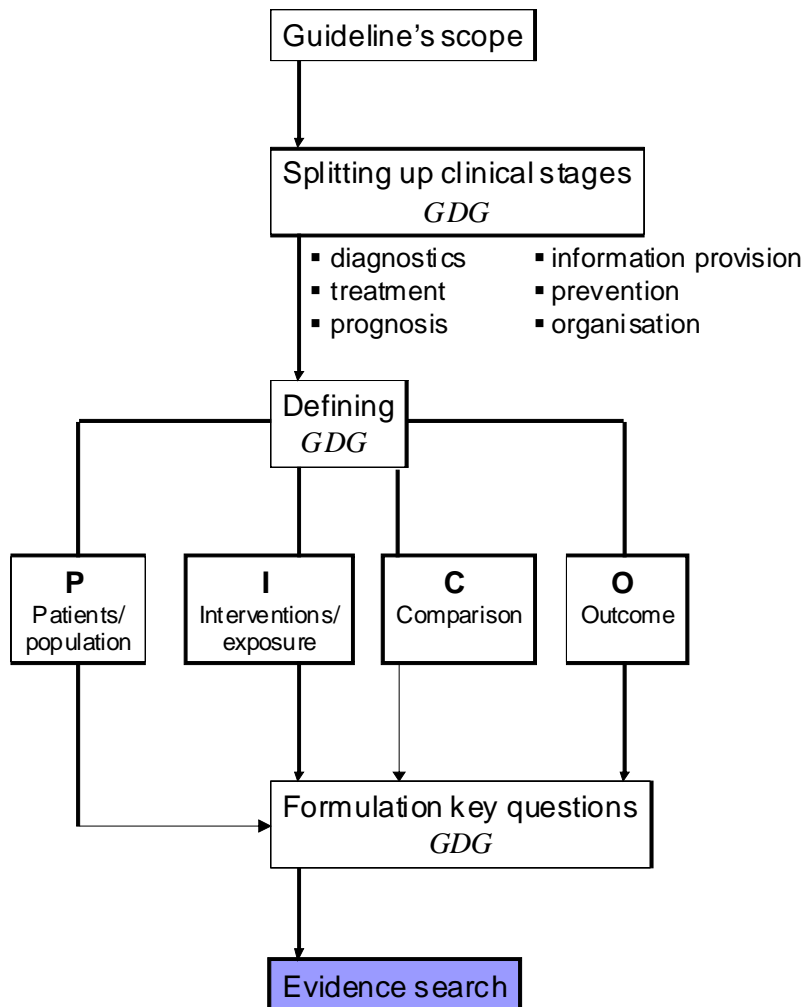 Guideline’s scope
Splitting up clinical stages
GDG
▪ diagnostics
▪ treatment
▪ prognosis
▪ information provision
▪ prevention
▪ organisation
Defining
GDG
P
Patients/
population
I
Interventions/
exposure
C
Comparison
O
Outcome
Formulation key questions
GDG
Evidence search